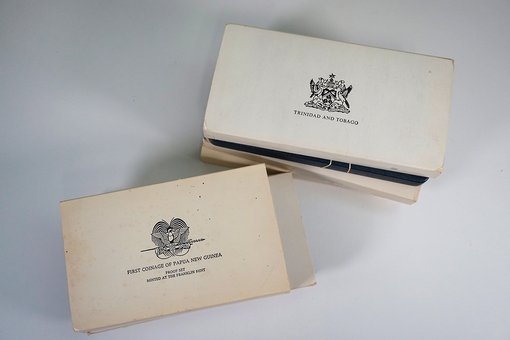 TRINIDAD AND TOBAGO
FIRST COINAGE OF PAPUA NEW GUINEA
PROOF SET
MINTED AT THE FRANKLIN MINT